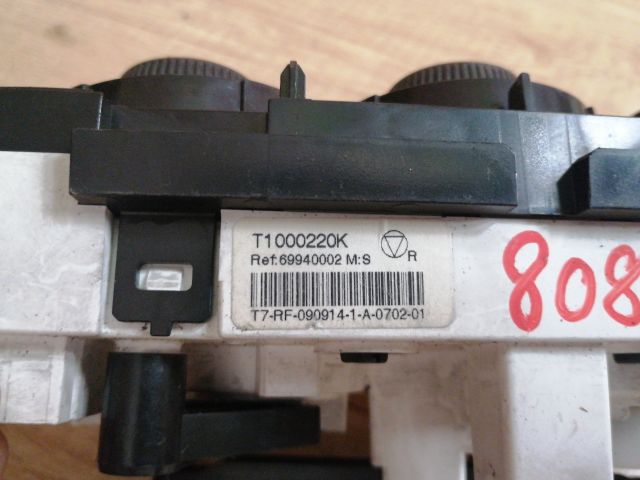 T1000220K
Ref:69940002 M:S R
T7-RF-090914-1-A-0702-01
808